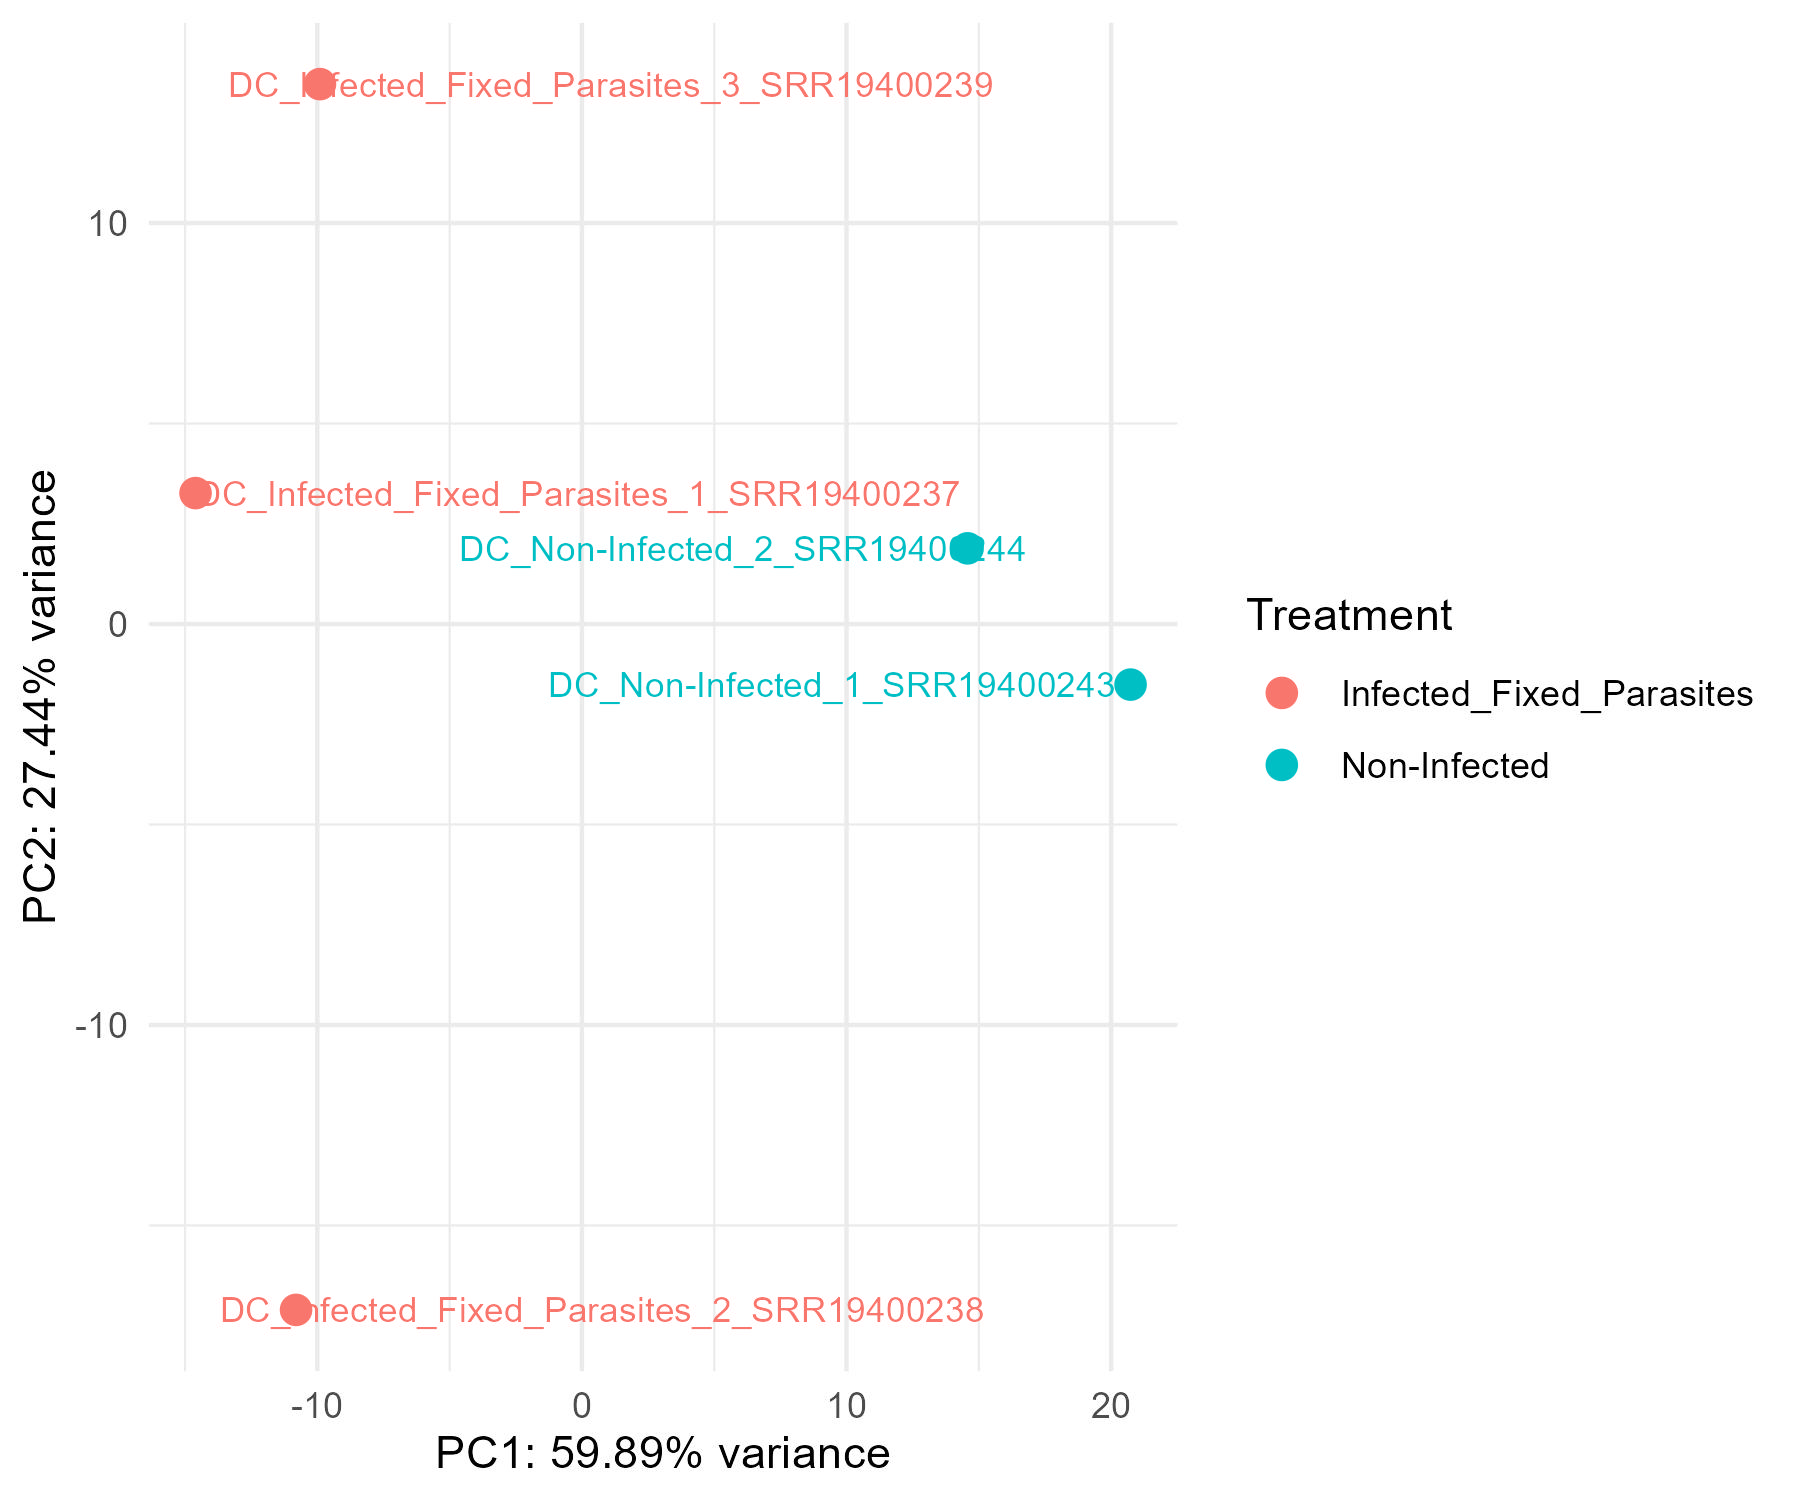 DC_Infected_Fixed_Parasites_3_SRR19400239
10
DC_Infected_Fixed_Parasites_1_SRR19400237
DC_Non-Infected_2_SRR19400244
0
DC_Non-Infected_1_SRR19400243
-10
DC_Infected_Fixed_Parasites_2_SRR19400238
-10 0 10 20
PC1: 59.89% variance
PC2: 27.44% variance
Treatment
Infected_Fixed_Parasites
Non-Infected